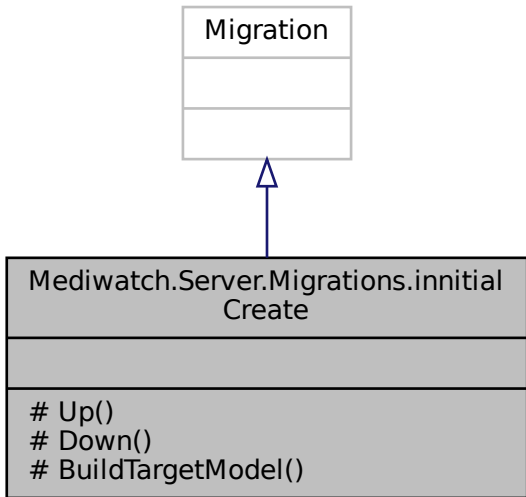 Migration
Mediwatch.Server.Migrations.innitial
Create
# Up()
# Down()
# BuildTargetModel()